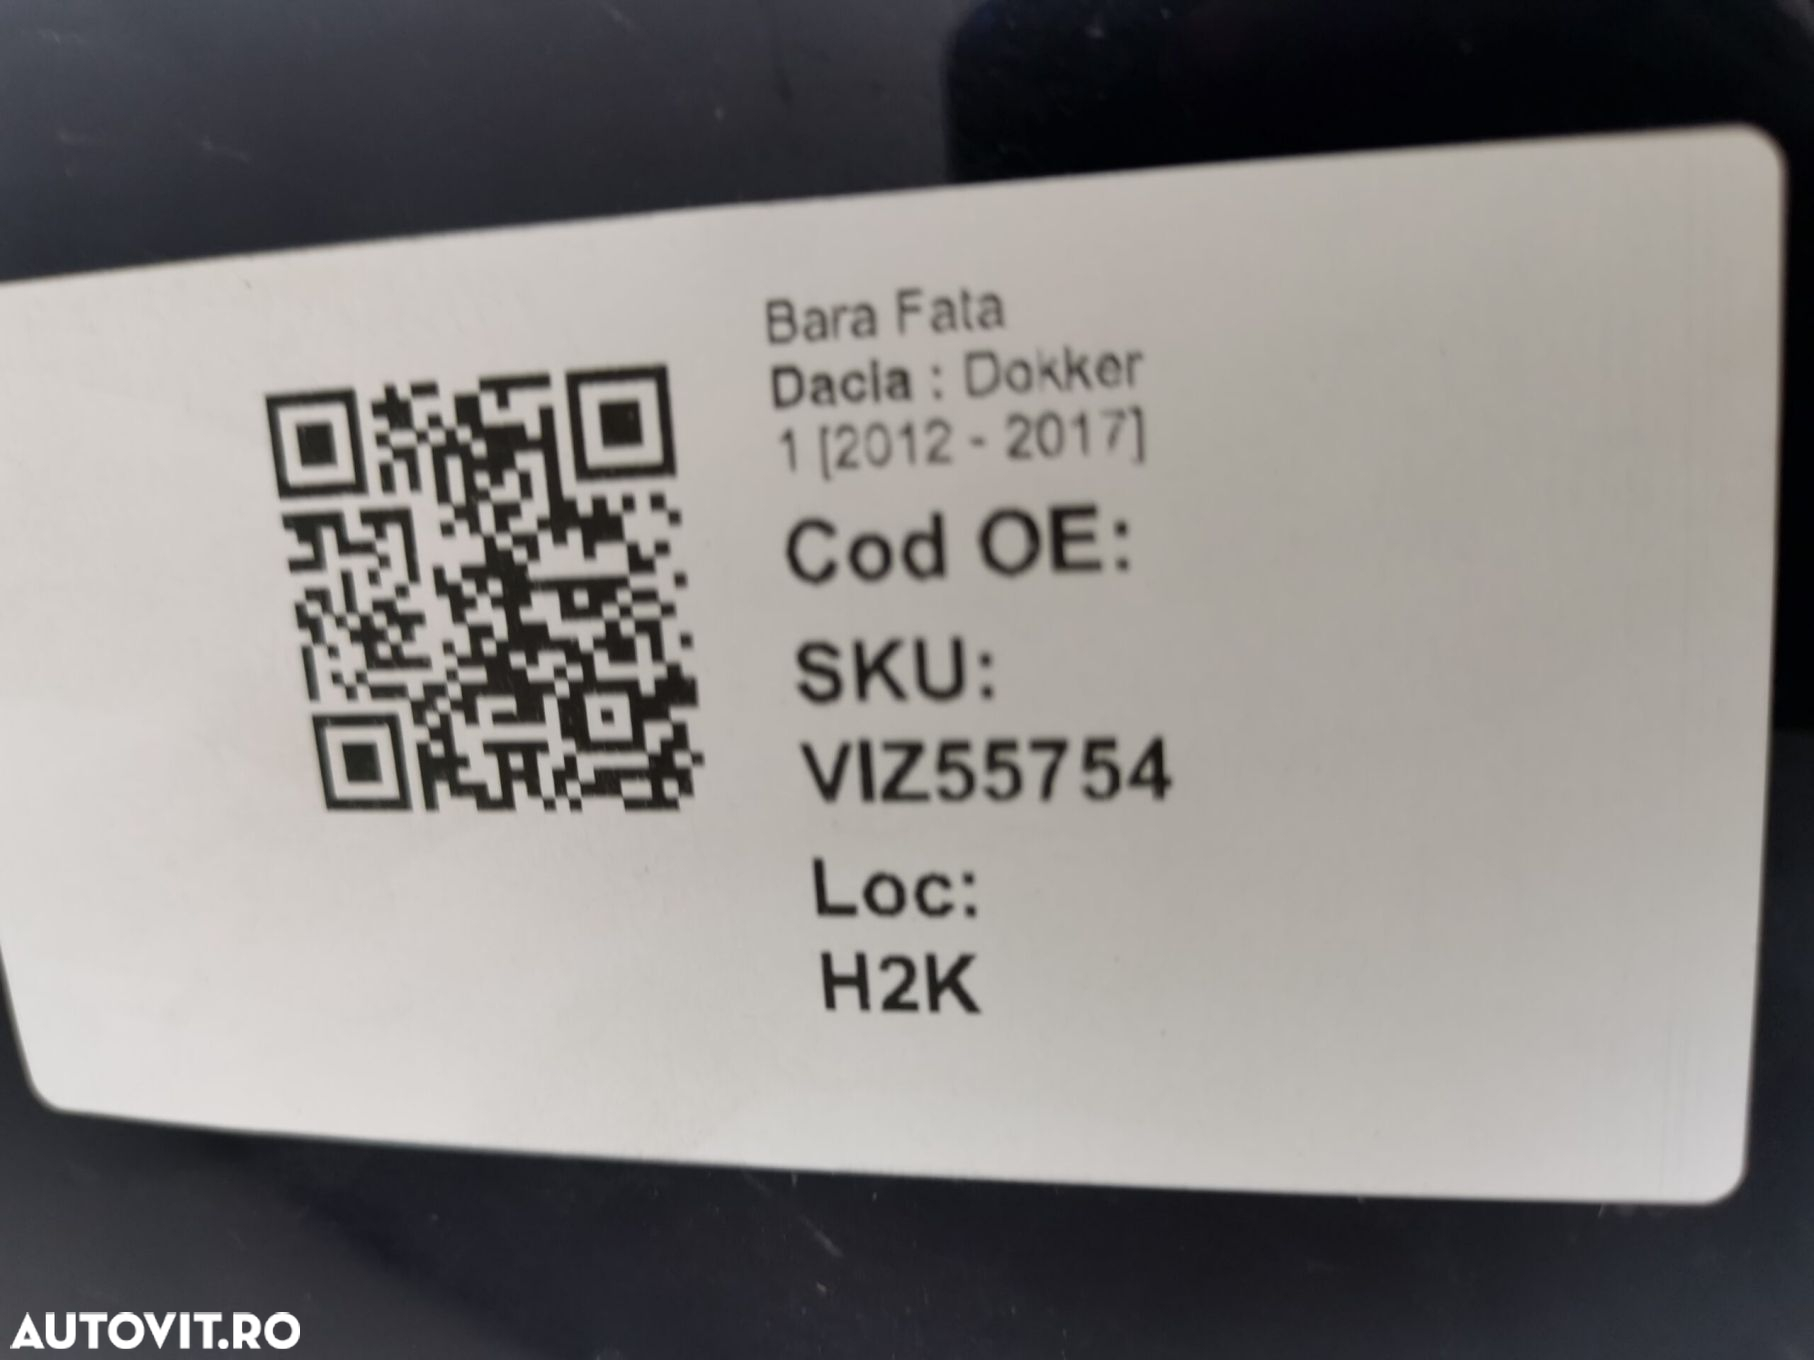 Bara Fata
Dacia : Dokker
1 [2012 - 2017]
Cod OE:
SKU:
VIZ55754
Loc:
H2K
AUTOVIT.RO